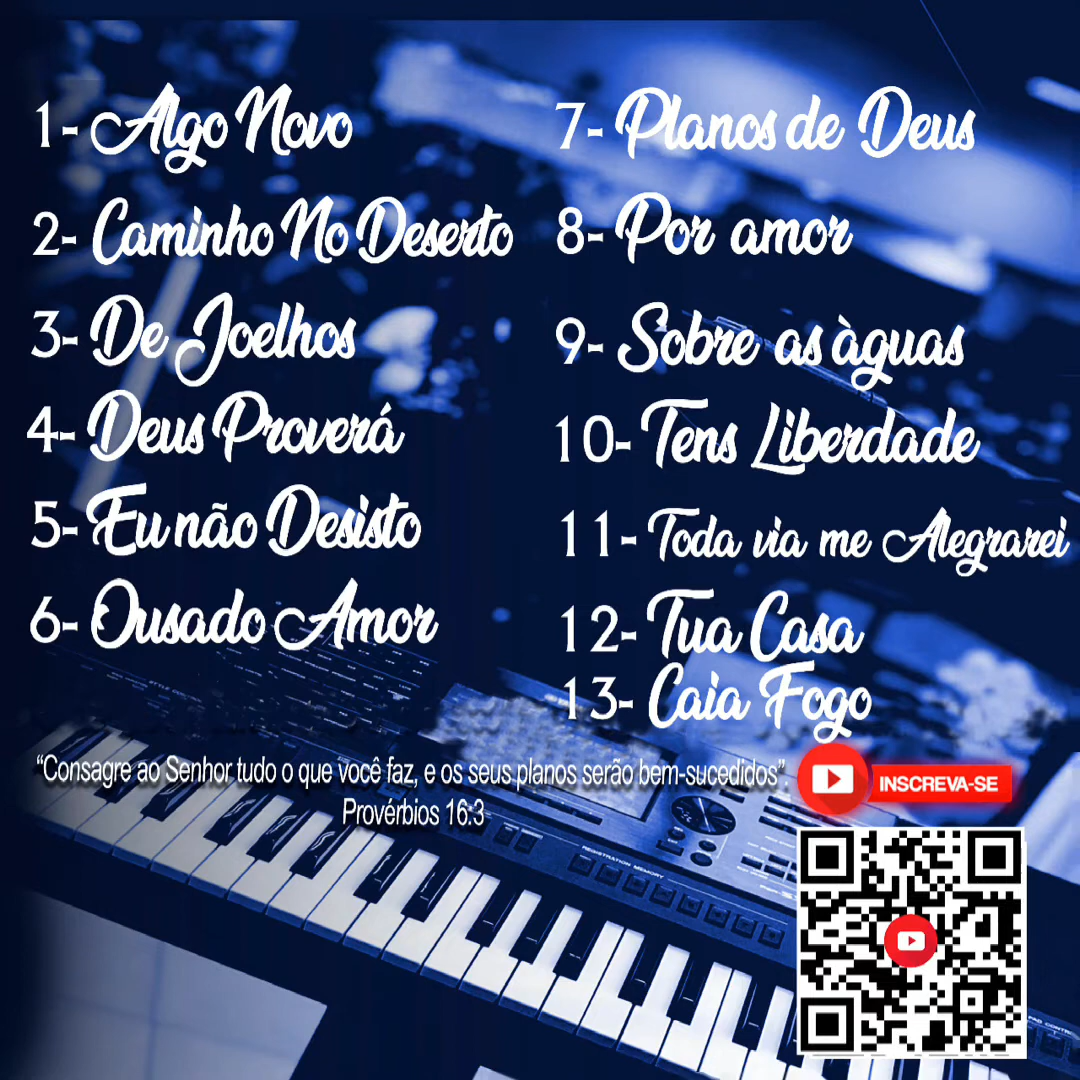 1- Algo Novo
2- Caminho No Deserto
3- De Joelhos
4- Deus Proverá
5- Eu não Desisto
6- Ousado Amor
7- Planos de Deus
8- Por amor
9- Sobre as àguas
10- Tens Liberdade
11- Toda via me Alegrarei
12- Tua Casa
13- Caia Fogo
“Consagre ao Senhor tudo o que você faz, e os seus planos serão bem-sucedidos”.
Provérbios 16:3
INSCREVA-SE
REGISTRATION MEMORY